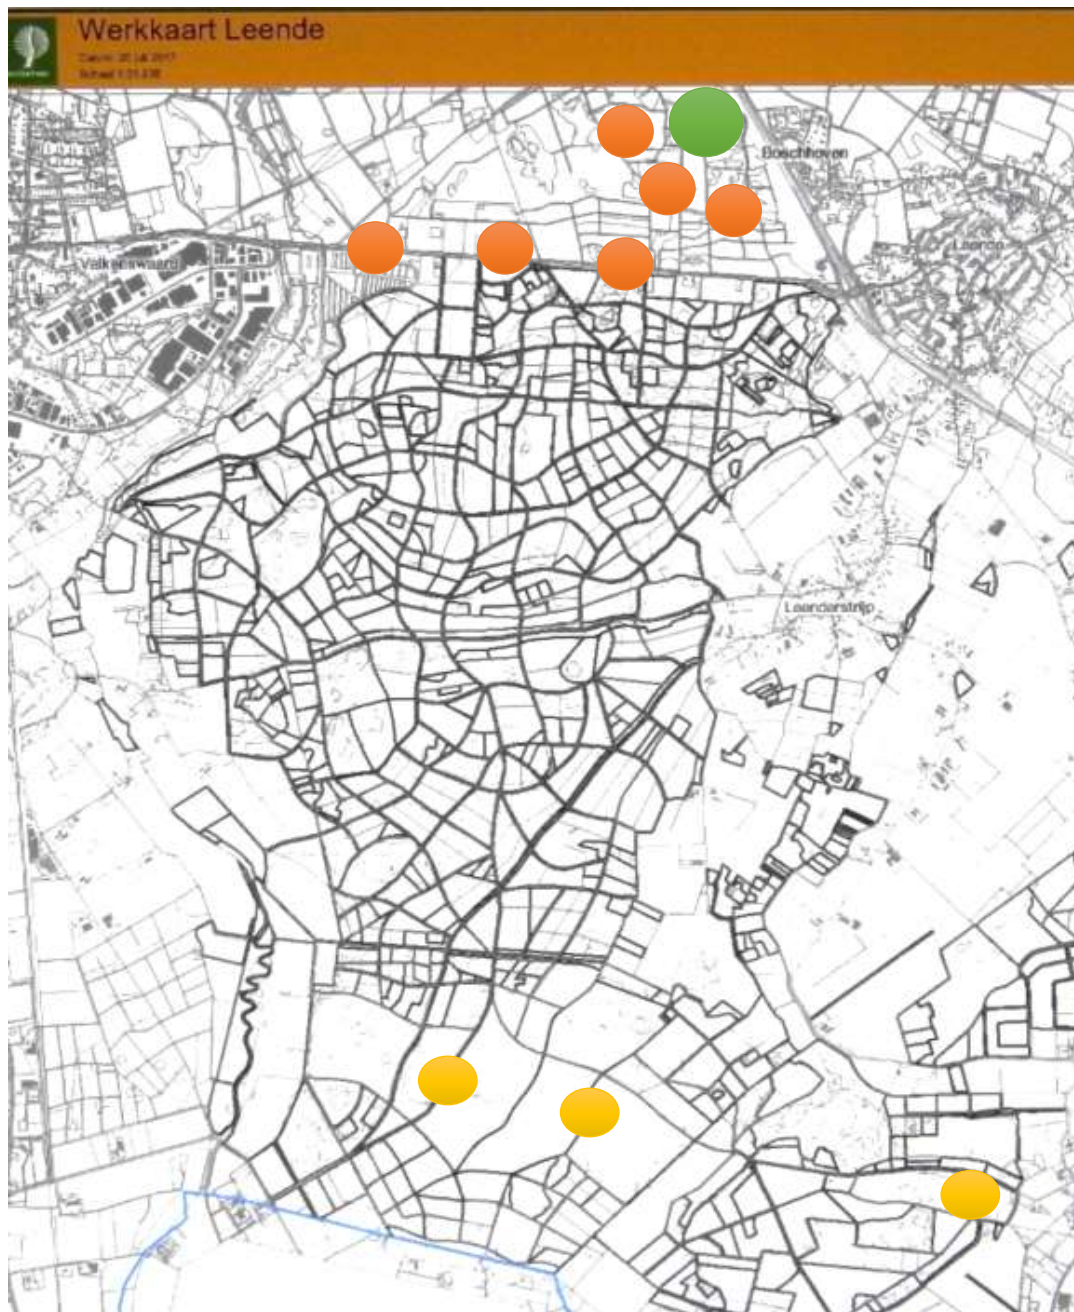 Werkkaart Leende
Boschhoven
Leende
Valkenswaard
Leenderstrijp